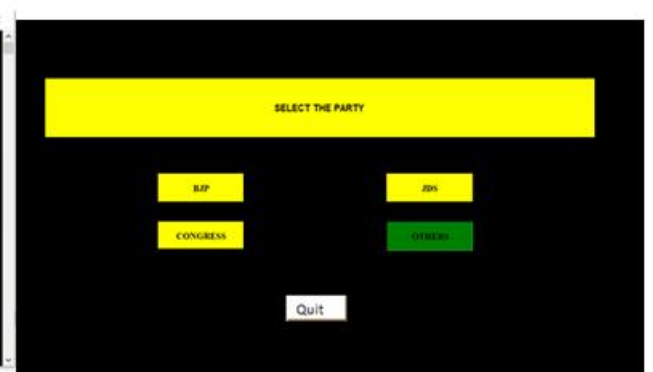 SELECT THE PARTY
BJP
JDS
CONGRESS
OTHERS
Quit